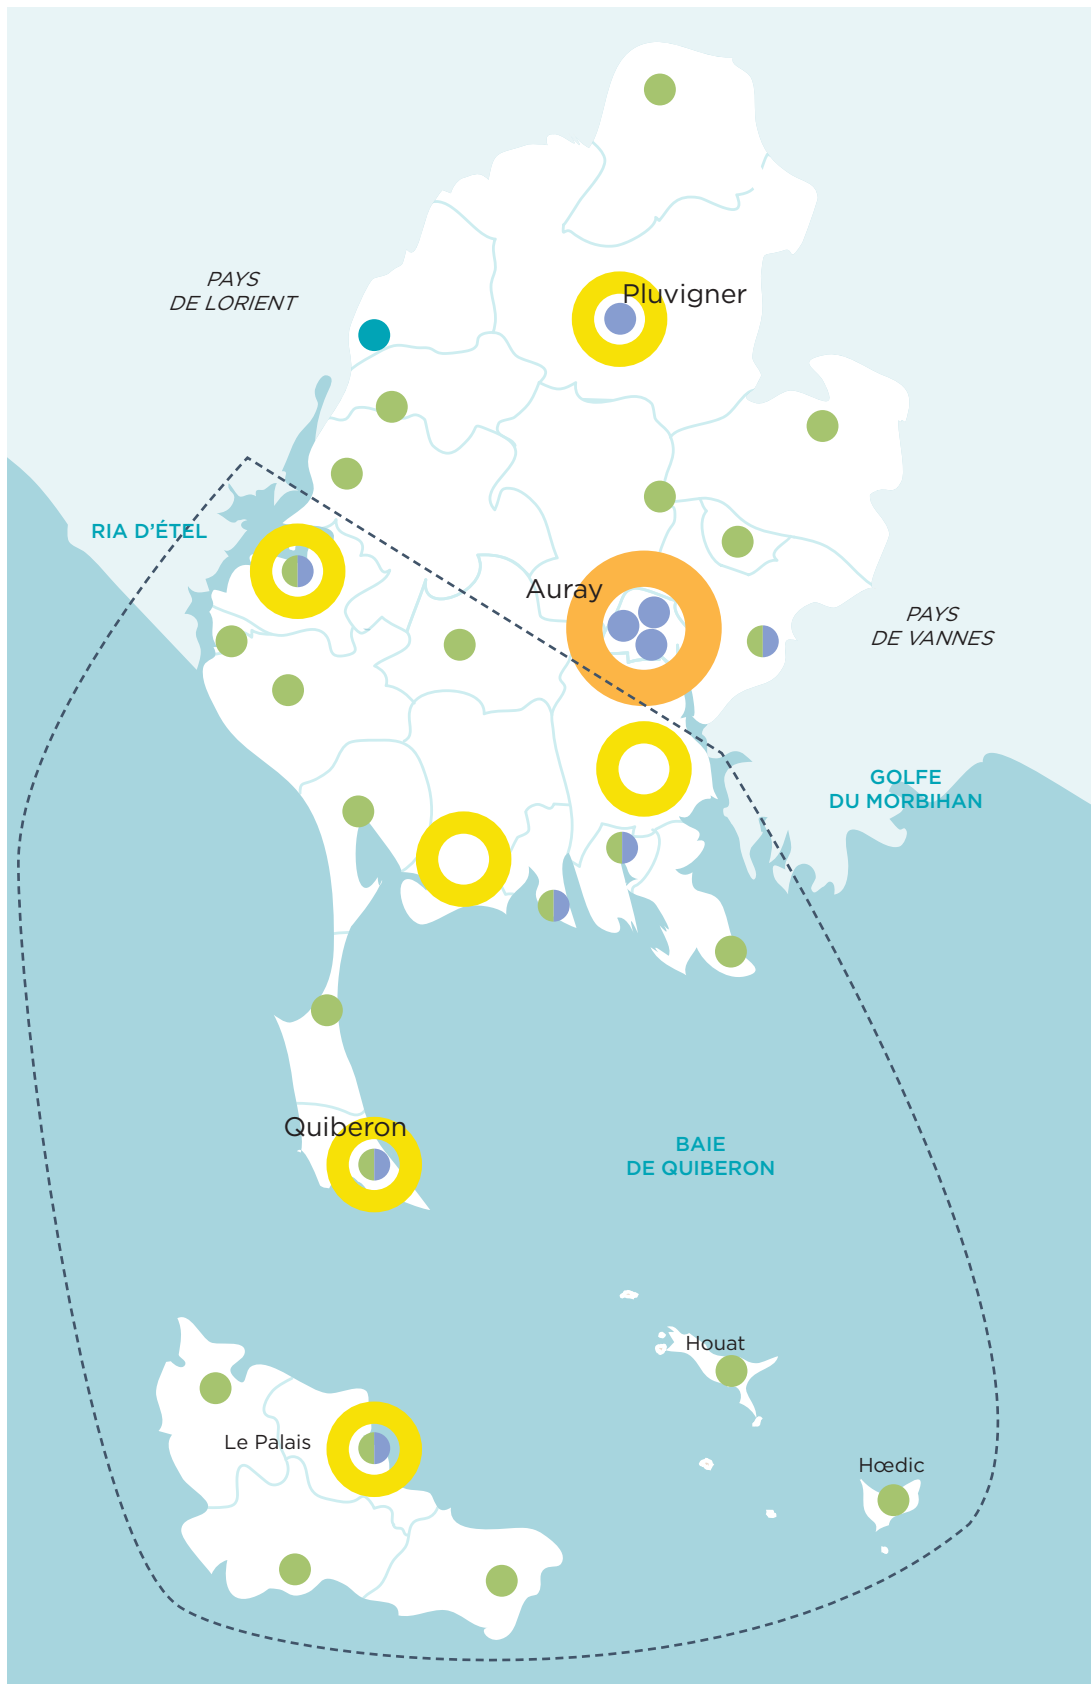 PAYS
DE LORIENT
Pluvigner
RIA D’ÉTEL
Auray
PAYS
DE VANNES
GOLFE
DU MORBIHAN
Quiberon
BAIE
DE QUIBERON
Houat
Le Palais
Hœdic